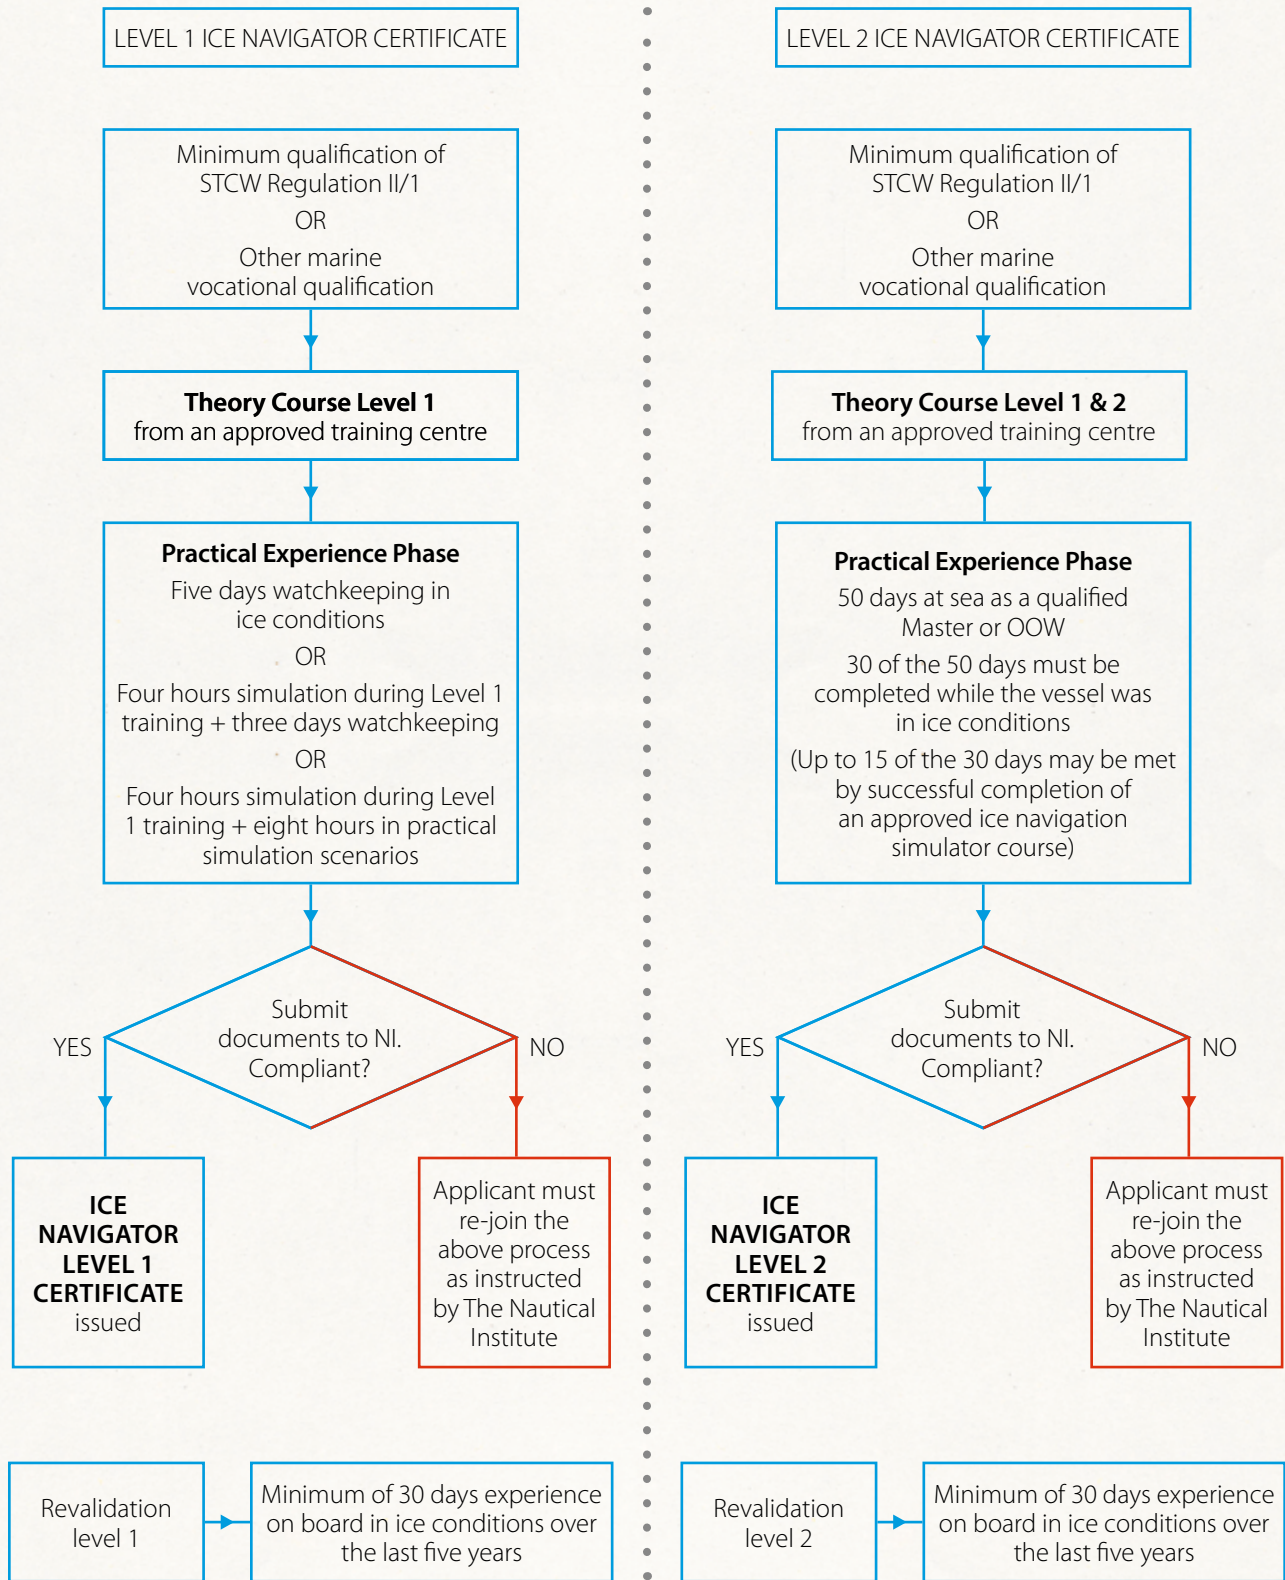 LEVEL 1 ICE NAVIGATOR CERTIFICATE
Minimum qualification of
STCW Regulation II/1
OR
Other marine
vocational qualification
Theory Course Level 1
from an approved training centre
Practical Experience Phase
Five days watchkeeping in
ice conditions
OR
Four hours simulation during Level 1
training + three days watchkeeping
OR
Four hours simulation during Level
1 training + eight hours in practical
simulation scenarios
Submit
documents to NI.
Compliant?
YES
NO
ICE
NAVIGATOR
LEVEL 1
CERTIFICATE
issued
Applicant must
re-join the
above process
as instructed
by The Nautical
Institute
Revalidation
level 1
Minimum of 30 days experience
on board in ice conditions over
the last five years
LEVEL 2 ICE NAVIGATOR CERTIFICATE
Minimum qualification of
STCW Regulation II/1
OR
Other marine
vocational qualification
Theory Course Level 1 & 2
from an approved training centre
Practical Experience Phase
50 days at sea as a qualified
Master or OOW
30 of the 50 days must be
completed while the vessel was
in ice conditions
(Up to 15 of the 30 days may be met
by successful completion of
an approved ice navigation
simulator course)
Submit
documents to NI.
Compliant?
YES
NO
ICE
NAVIGATOR
LEVEL 2
CERTIFICATE
issued
Applicant must
re-join the
above process
as instructed
by The Nautical
Institute
Revalidation
level 2
Minimum of 30 days experience
on board in ice conditions over
the last five years